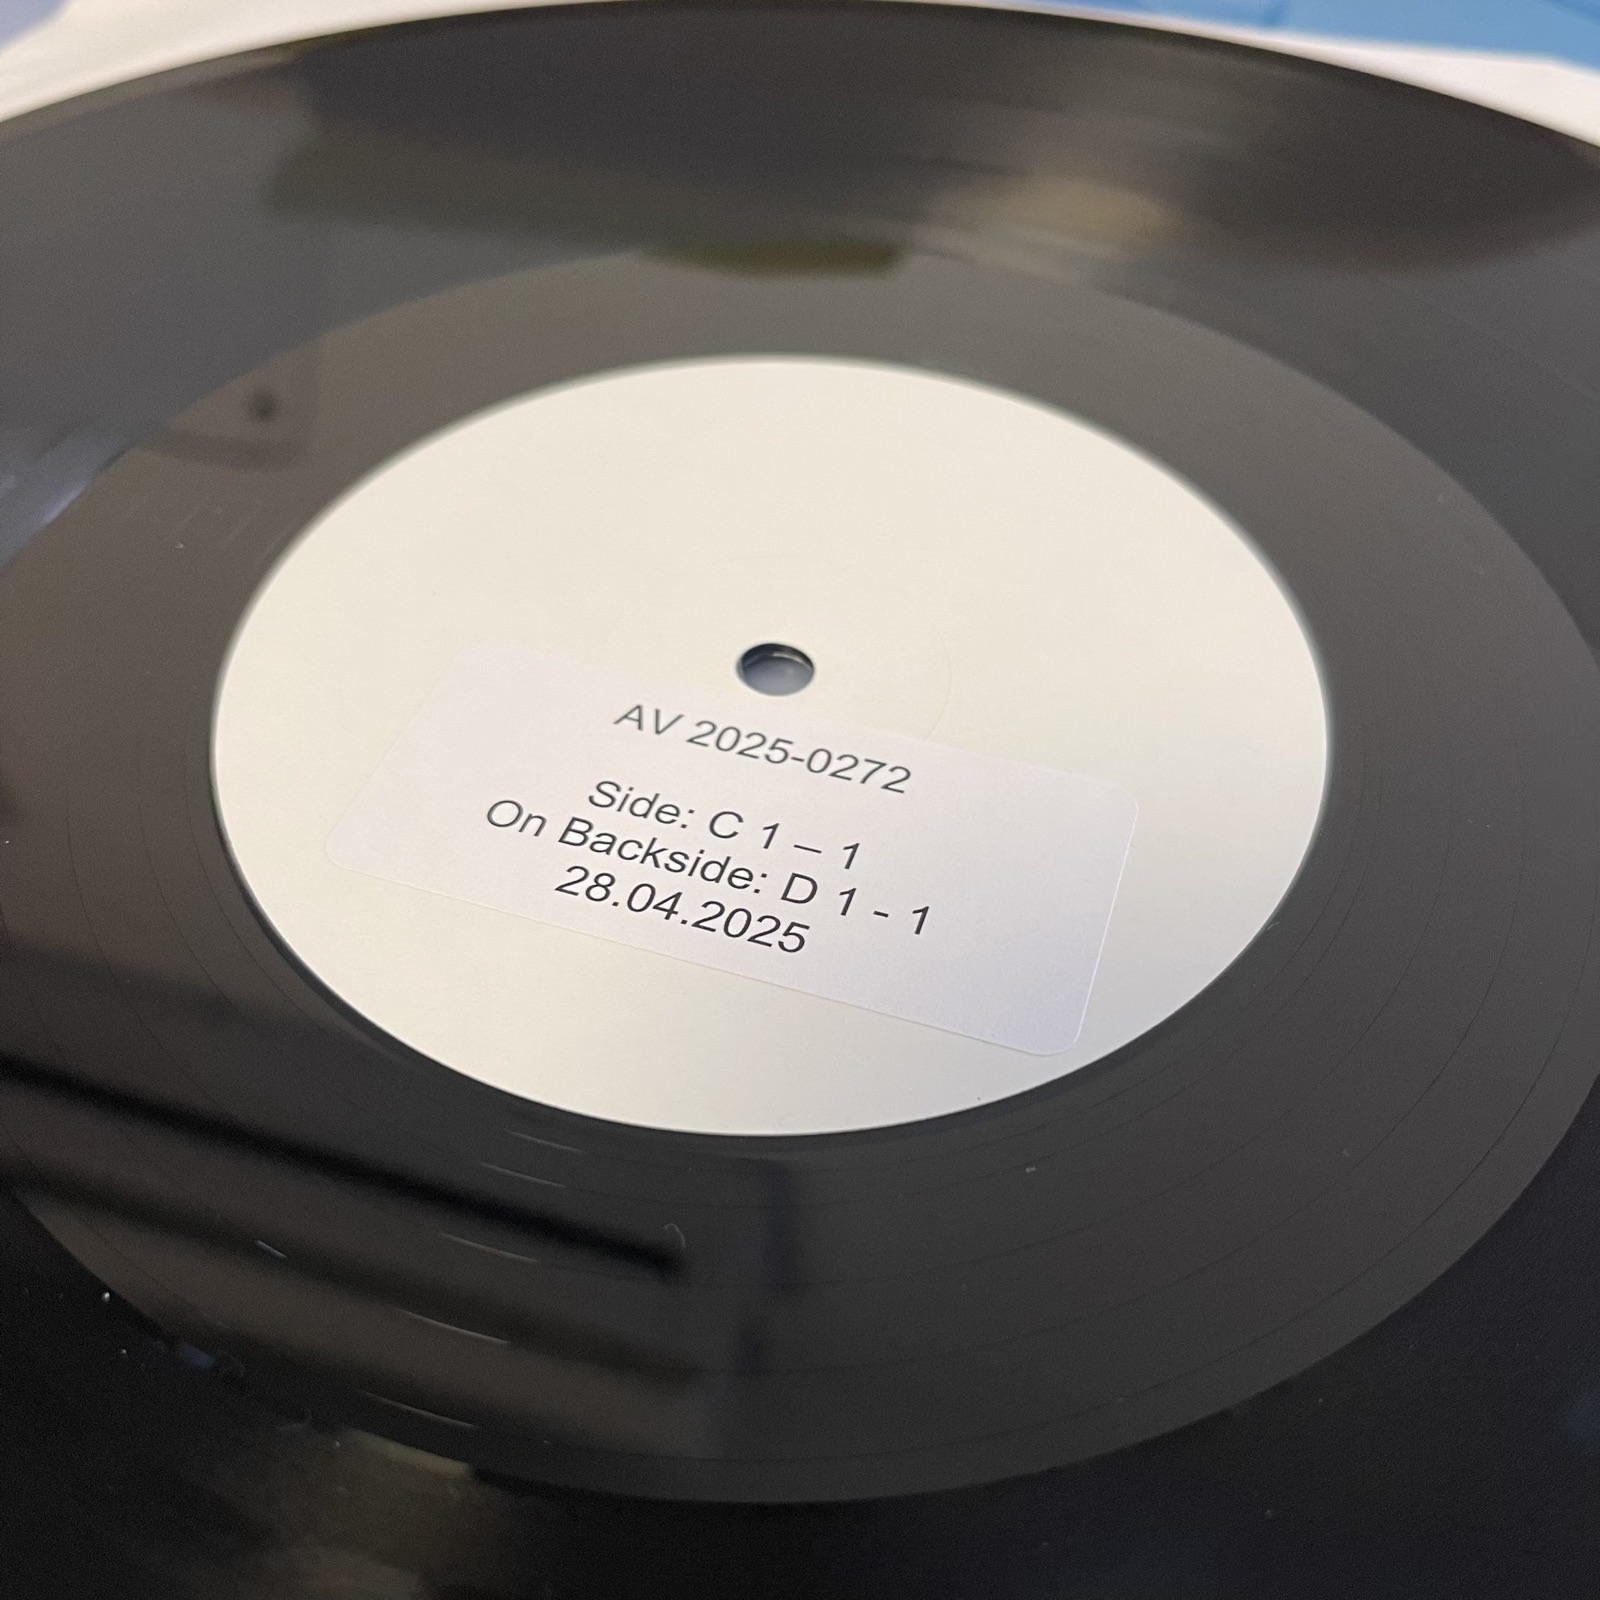 AV 2025-0272
Side: C 1 – 1
On Backside: D 1 - 1
28.04.2025